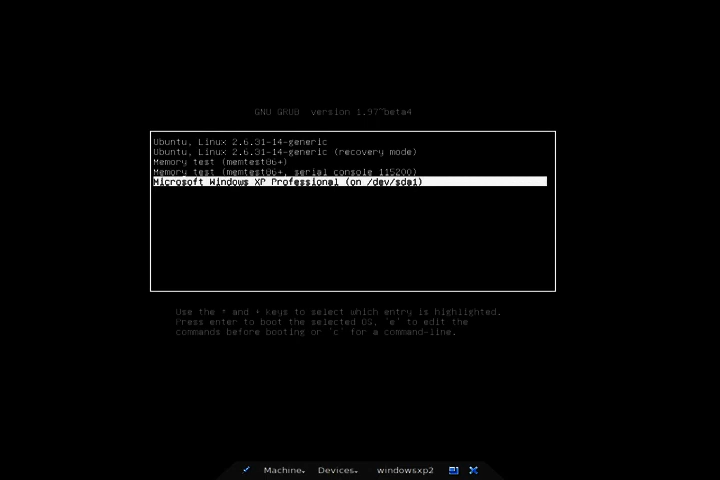 GNU GRUB version 1.97~beta4
Ubuntu, Linux 2.6.31-14-generic
Ubuntu, Linux 2.6.31-14-generic (recovery mode)
Memory test (memtest86+)
Memory test (memtest86+, serial console 115200)
Microsoft Windows XP Professional (on /dev/sda1)
Use the ↑ and ↓ keys to select which entry is highlighted.
Press enter to boot the selected OS, 'e' to edit the
commands before booting or 'c' for a command-line.
Machine Devices windowsxp2